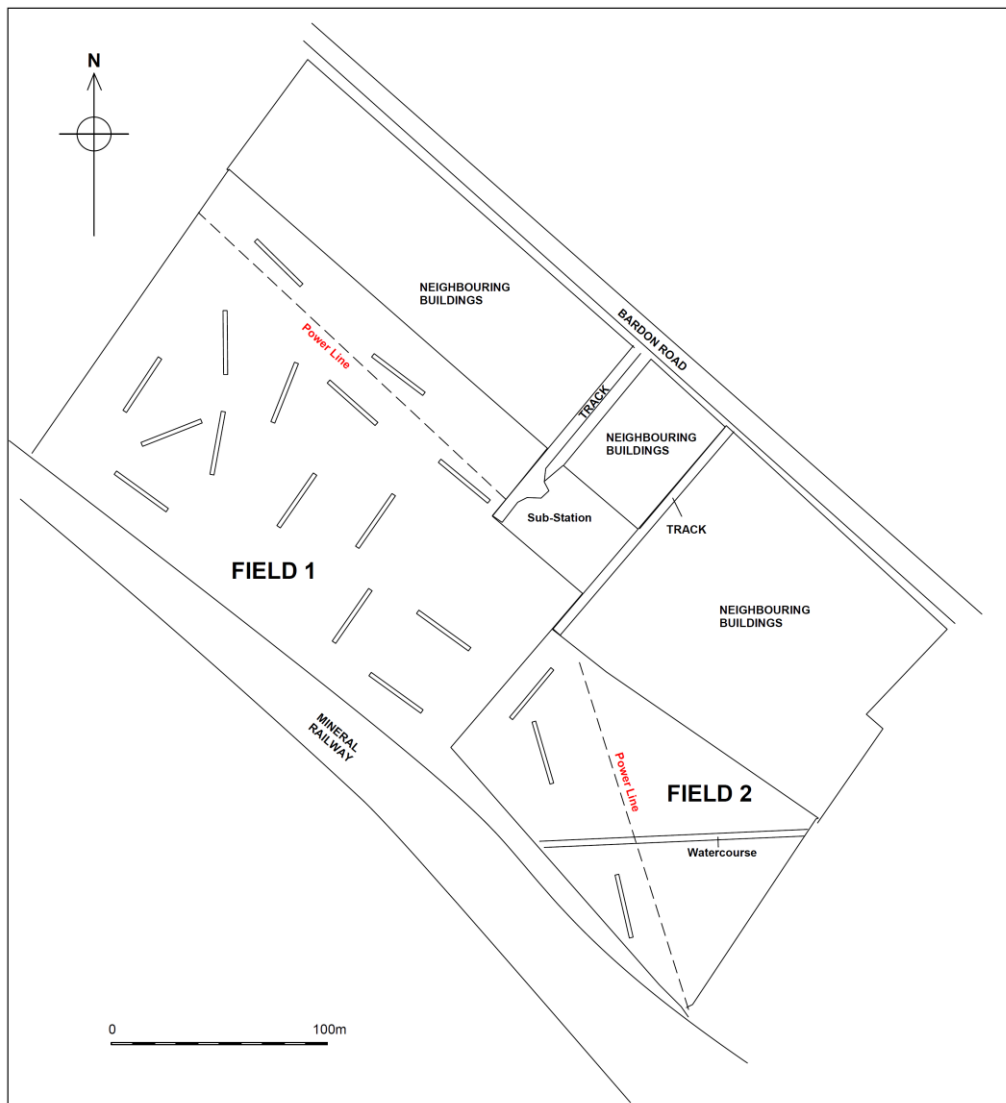 N
NEIGHBOURING
BUILDINGS
BARDON ROAD
Power Line
TRACK
NEIGHBOURING
BUILDINGS
Sub-Station
TRACK
FIELD 1
NEIGHBOURING
BUILDINGS
MINERAL
RAILWAY
Power Line
FIELD 2
Watercourse
0
100m